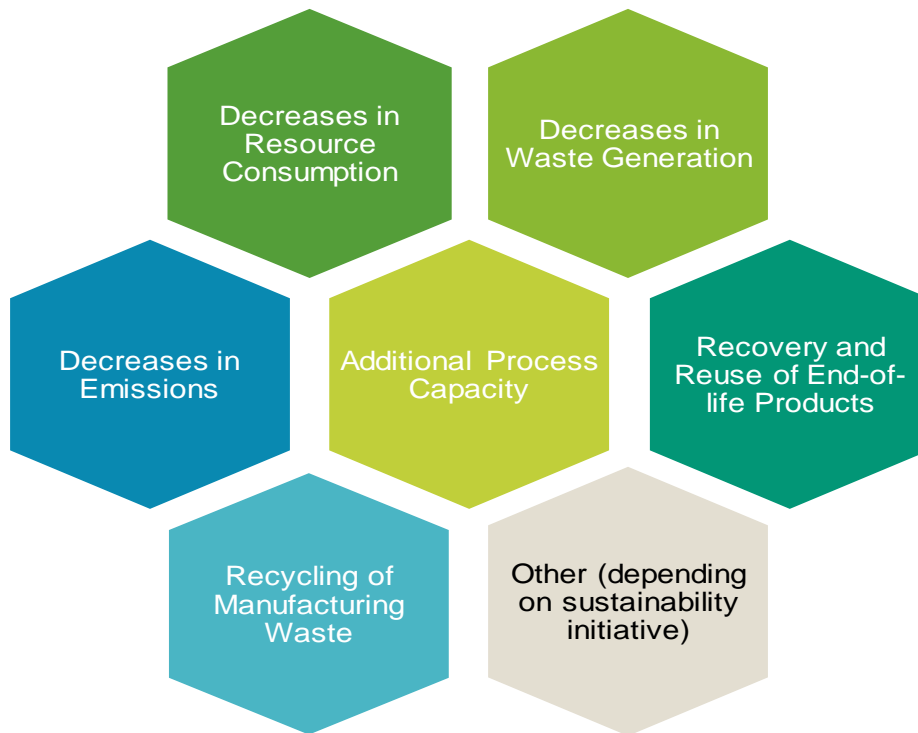 Decreases in
Resource
Consumption
Decreases in
Waste Generation
Decreases in
Emissions
Additional Process
Capacity
Recovery and
Reuse of End-of-
life Products
Recycling of
Manufacturing
Waste
Other (depending
on sustainability
initiative)